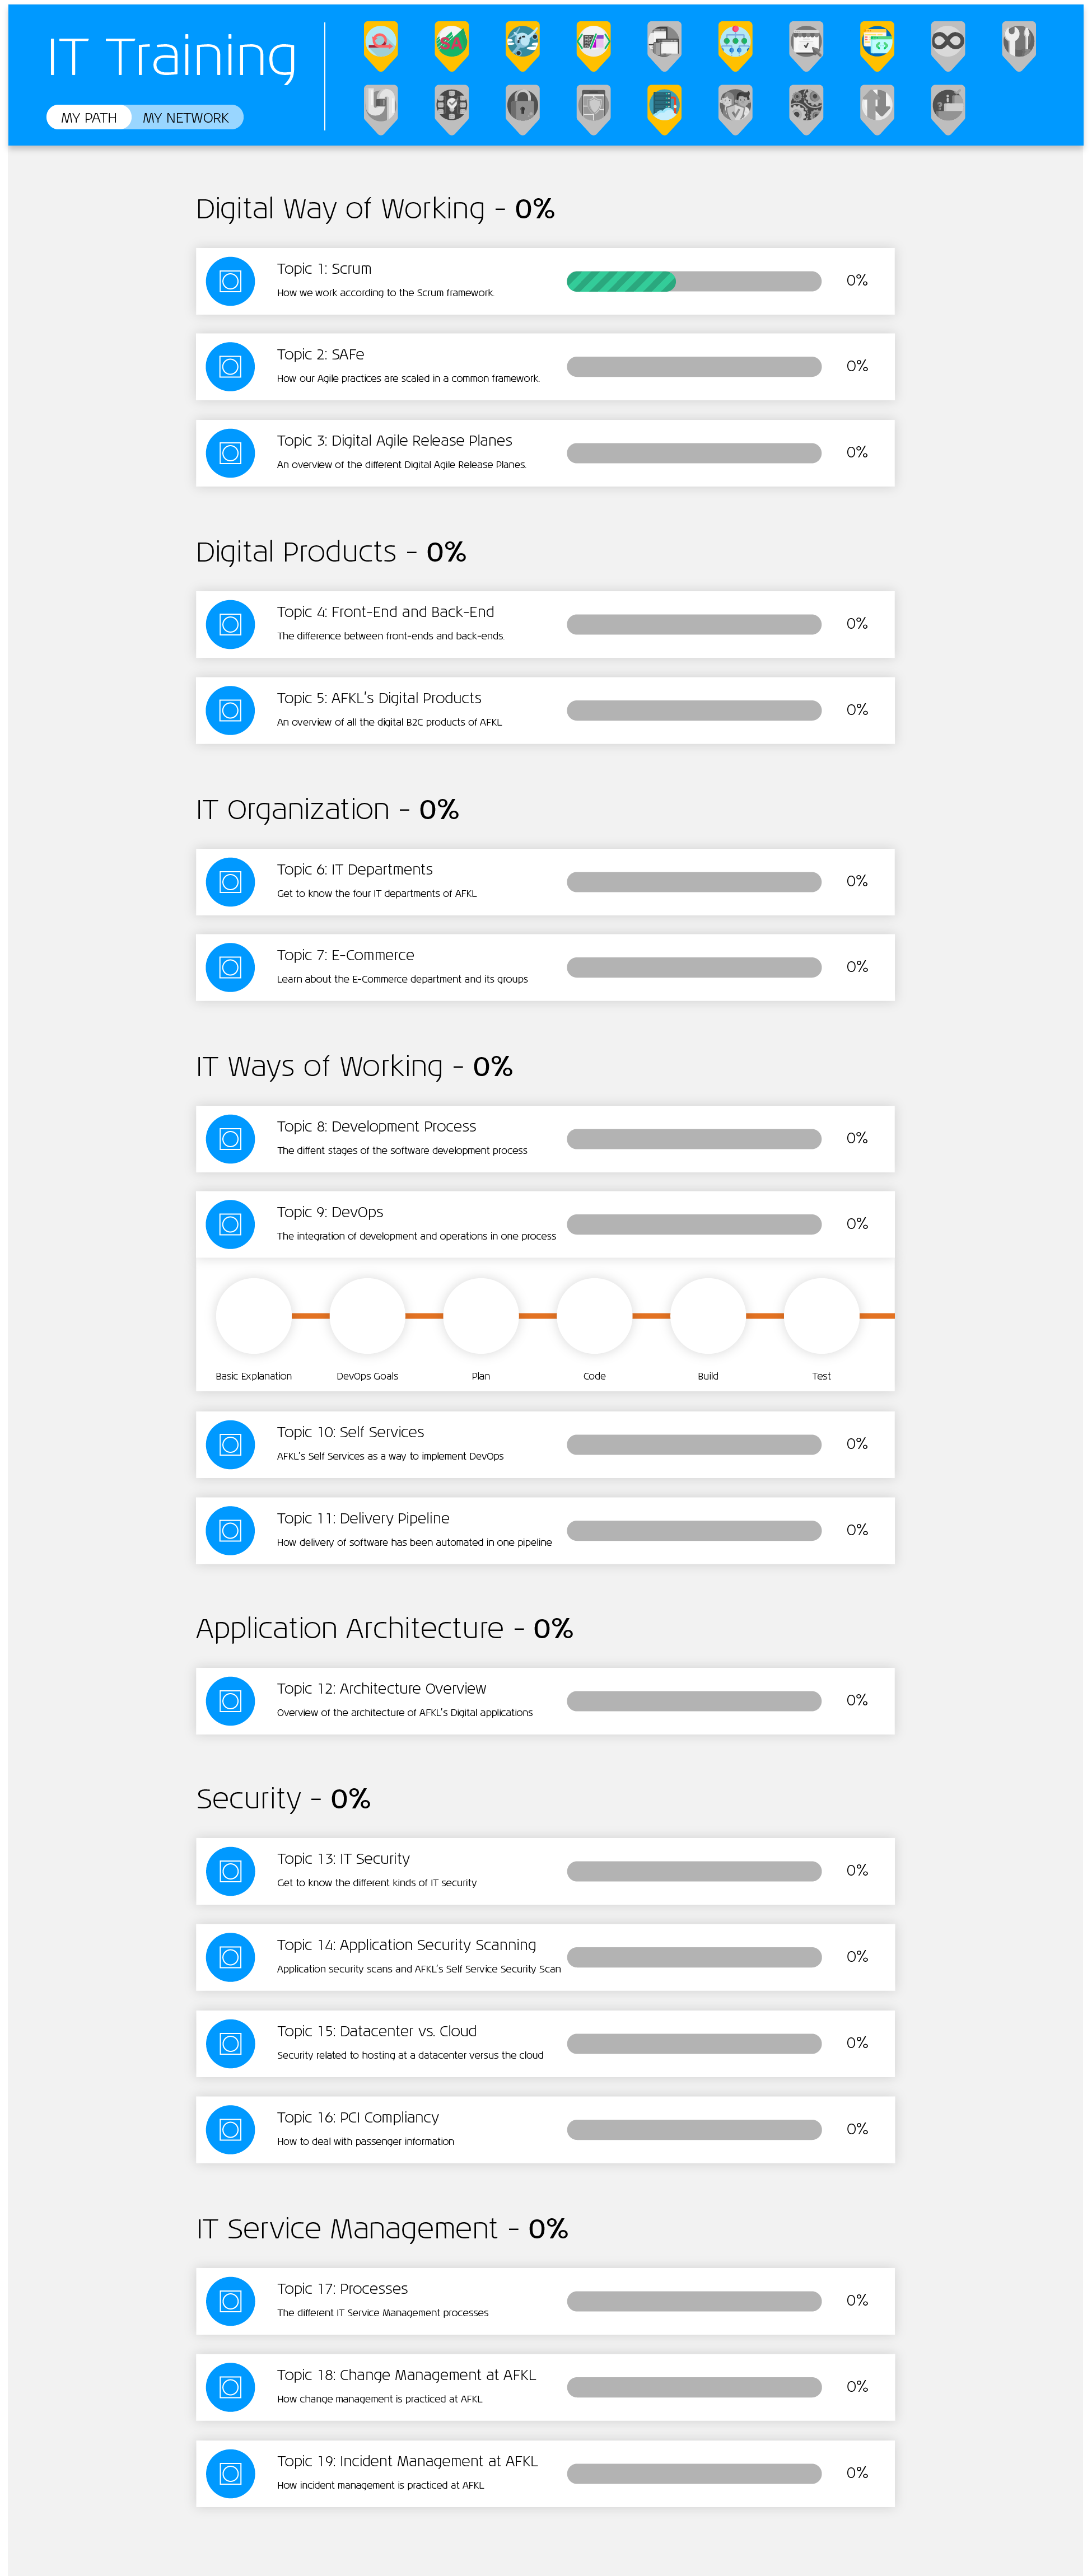 IT Training
MY PATH MY NETWORK
SA
Digital Way of Working - 0%
Topic 1: Scrum
How we work according to the Scrum framework.
0%
Topic 2: SAFe
How our Agile practices are scaled in a common framework.
0%
Topic 3: Digital Agile Release Planes
An overview of the different Digital Agile Release Planes.
0%
Digital Products - 0%
Topic 4: Front-End and Back-End
The difference between front-ends and back-ends.
0%
Topic 5: AFKL's Digital Products
An overview of all the digital B2C products of AFKL
0%
IT Organization - 0%
Topic 6: IT Departments
Get to know the four IT departments of AFKL
0%
Topic 7: E-Commerce
Learn about the E-Commerce department and its groups
0%
IT Ways of Working - 0%
Topic 8: Development Process
The diffent stages of the software development process
0%
Topic 9: DevOps
The integration of development and operations in one process
0%
Basic Explanation DevOps Goals Plan Code Build Test
Topic 10: Self Services
AFKL's Self Services as a way to implement DevOps
0%
Topic 11: Delivery Pipeline
How delivery of software has been automated in one pipeline
0%
Application Architecture - 0%
Topic 12: Architecture Overview
Overview of the architecture of AFKL's Digital applications
0%
Security - 0%
Topic 13: IT Security
Get to know the different kinds of IT security
0%
Topic 14: Application Security Scanning
Application security scans and AFKL's Self Service Security Scan
0%
Topic 15: Datacenter vs. Cloud
Security related to hosting at a datacenter versus the cloud
0%
Topic 16: PCI Compliancy
How to deal with passenger information
0%
IT Service Management - 0%
Topic 17: Processes
The different IT Service Management processes
0%
Topic 18: Change Management at AFKL
How change management is practiced at AFKL
0%
Topic 19: Incident Management at AFKL
How incident management is practiced at AFKL
0%